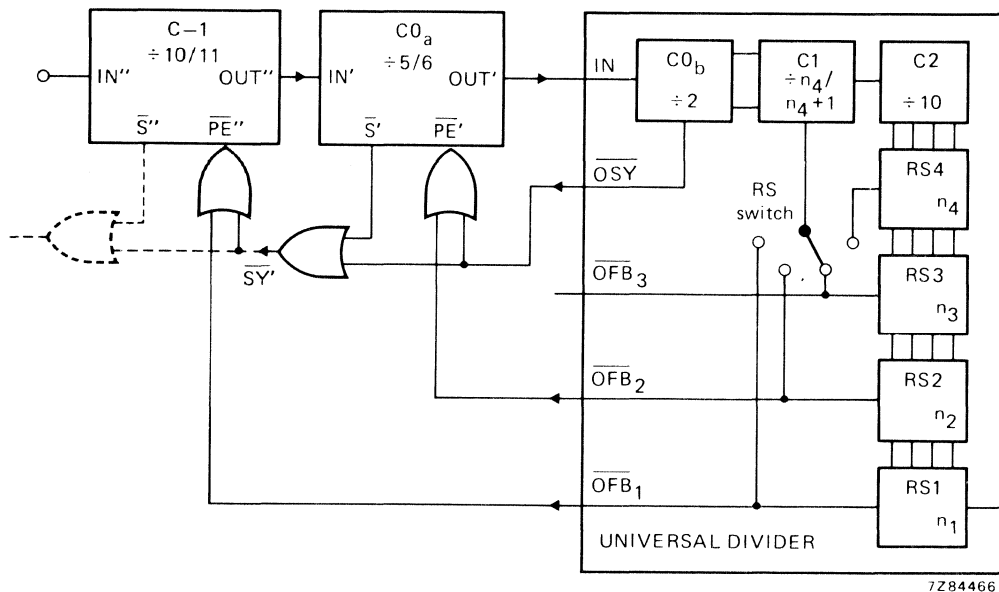 C−1
÷10/11
IN"
OUT"
S̅"
P̅E̅"
C0a
÷5/6
IN'
OUT'
S̅'
P̅E̅'
S̅Y̅'
IN
C0b
÷2
C1
÷n4/
n4+1
C2
÷10
O̅S̅Y̅
RS
switch
RS4
n4
O̅F̅B̅3
RS3
n3
O̅F̅B̅2
RS2
n2
O̅F̅B̅1
RS1
n1
UNIVERSAL DIVIDER
7Z84466